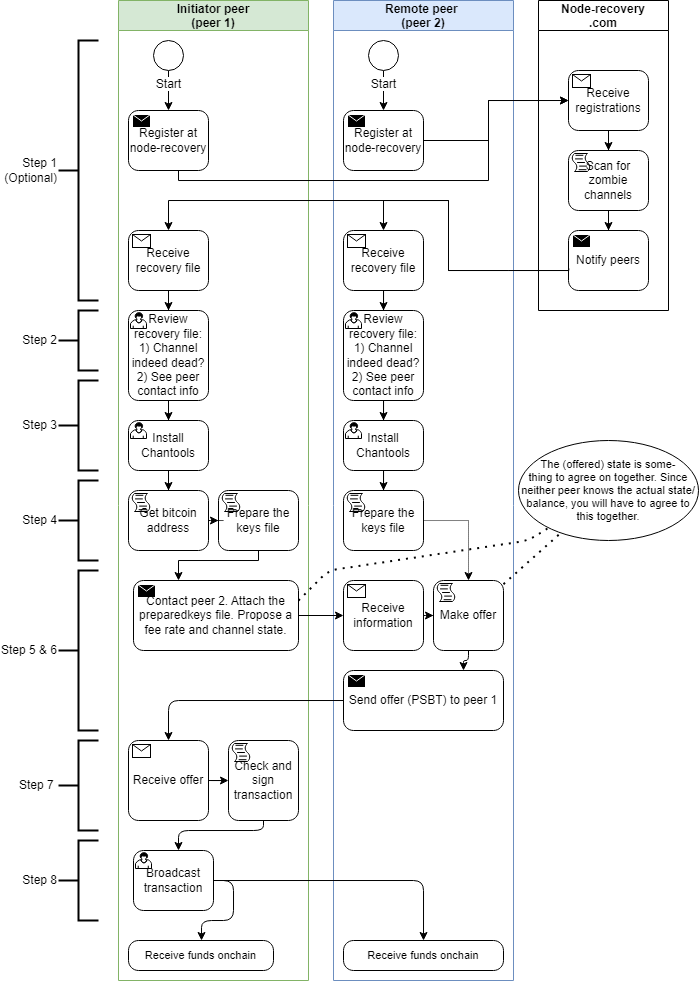 Initiator peer
(peer 1)
Remote peer
(peer 2)
Node-recovery
.com
Step 1
(Optional)
Start
Start
Register at
node-recovery
Register at
node-recovery
Receive
registrations
Scan for
zombie
channels
Notify peers
Receive
recovery file
Receive
recovery file
Step 2
Review
recovery file:
1) Channel
indeed dead?
2) See peer
contact info
Review
recovery file:
1) Channel
indeed dead?
2) See peer
contact info
Step 3
Install
Chantools
Install
Chantools
Step 4
Get bitcoin
address
Prepare the
keys file
Prepare the
keys file
The (offered) state is some-
thing to agree on together. Since
neither peer knows the actual state/
balance, you will have to agree to
this together.
Step 5 & 6
Contact peer 2. Attach the
preparedkeys file. Propose a
fee rate and channel state.
Receive
information
Make offer
Send offer (PSBT) to peer 1
Step 7
Receive offer
Check and
sign
transaction
Step 8
Broadcast
transaction
Receive funds onchain
Receive funds onchain